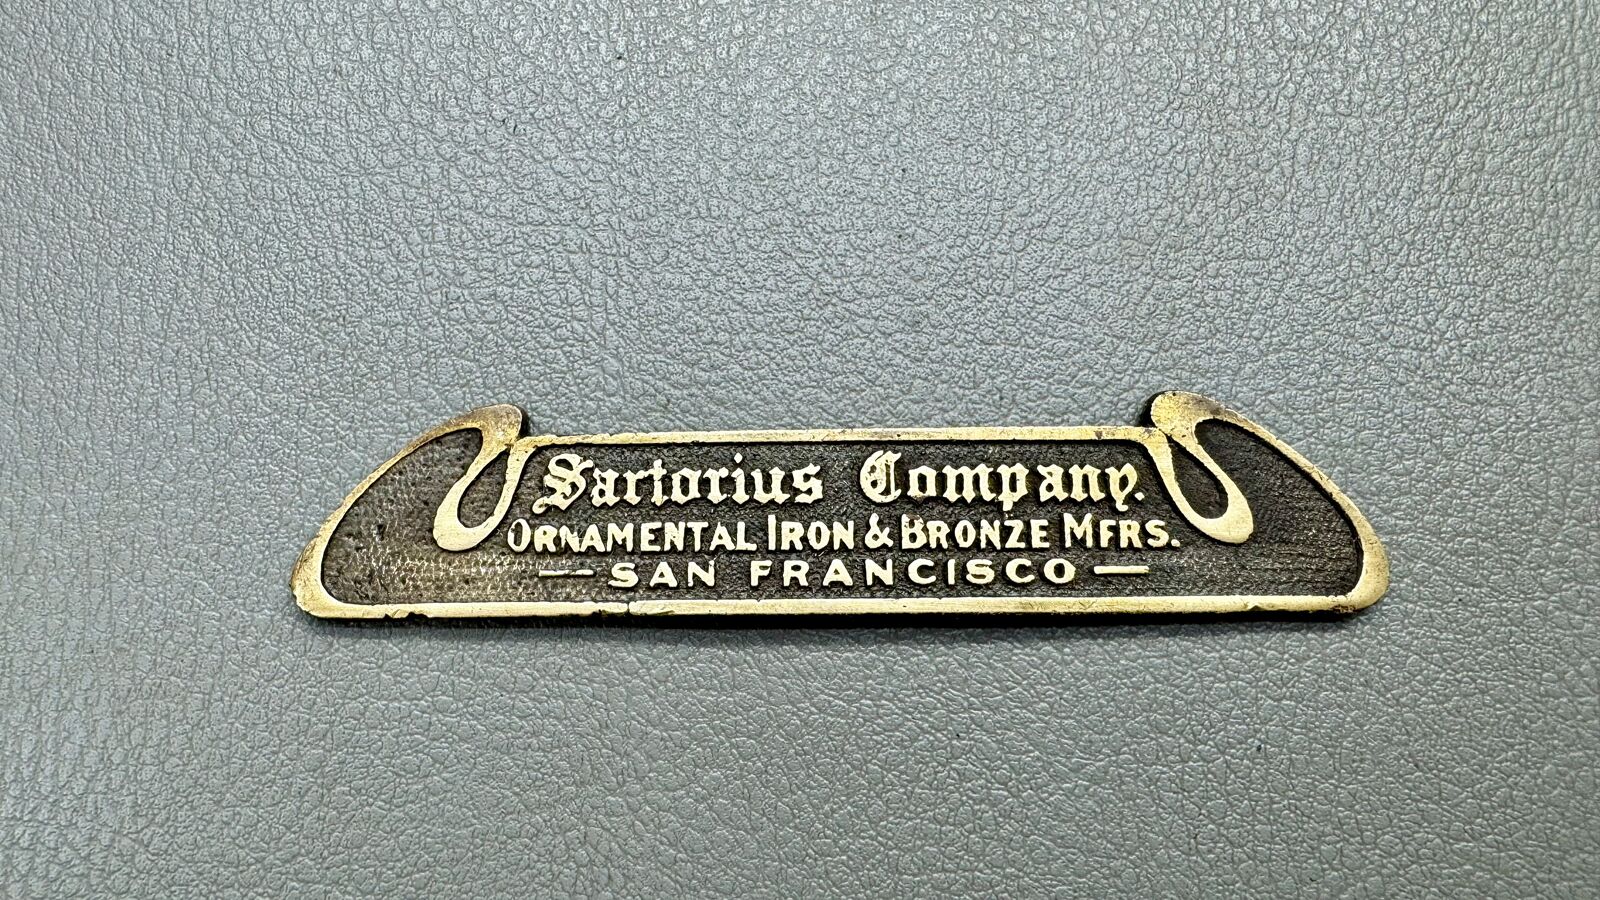 Sartorius Company.
ORNAMENTAL IRON & BRONZE MFRS.
— SAN FRANCISCO —